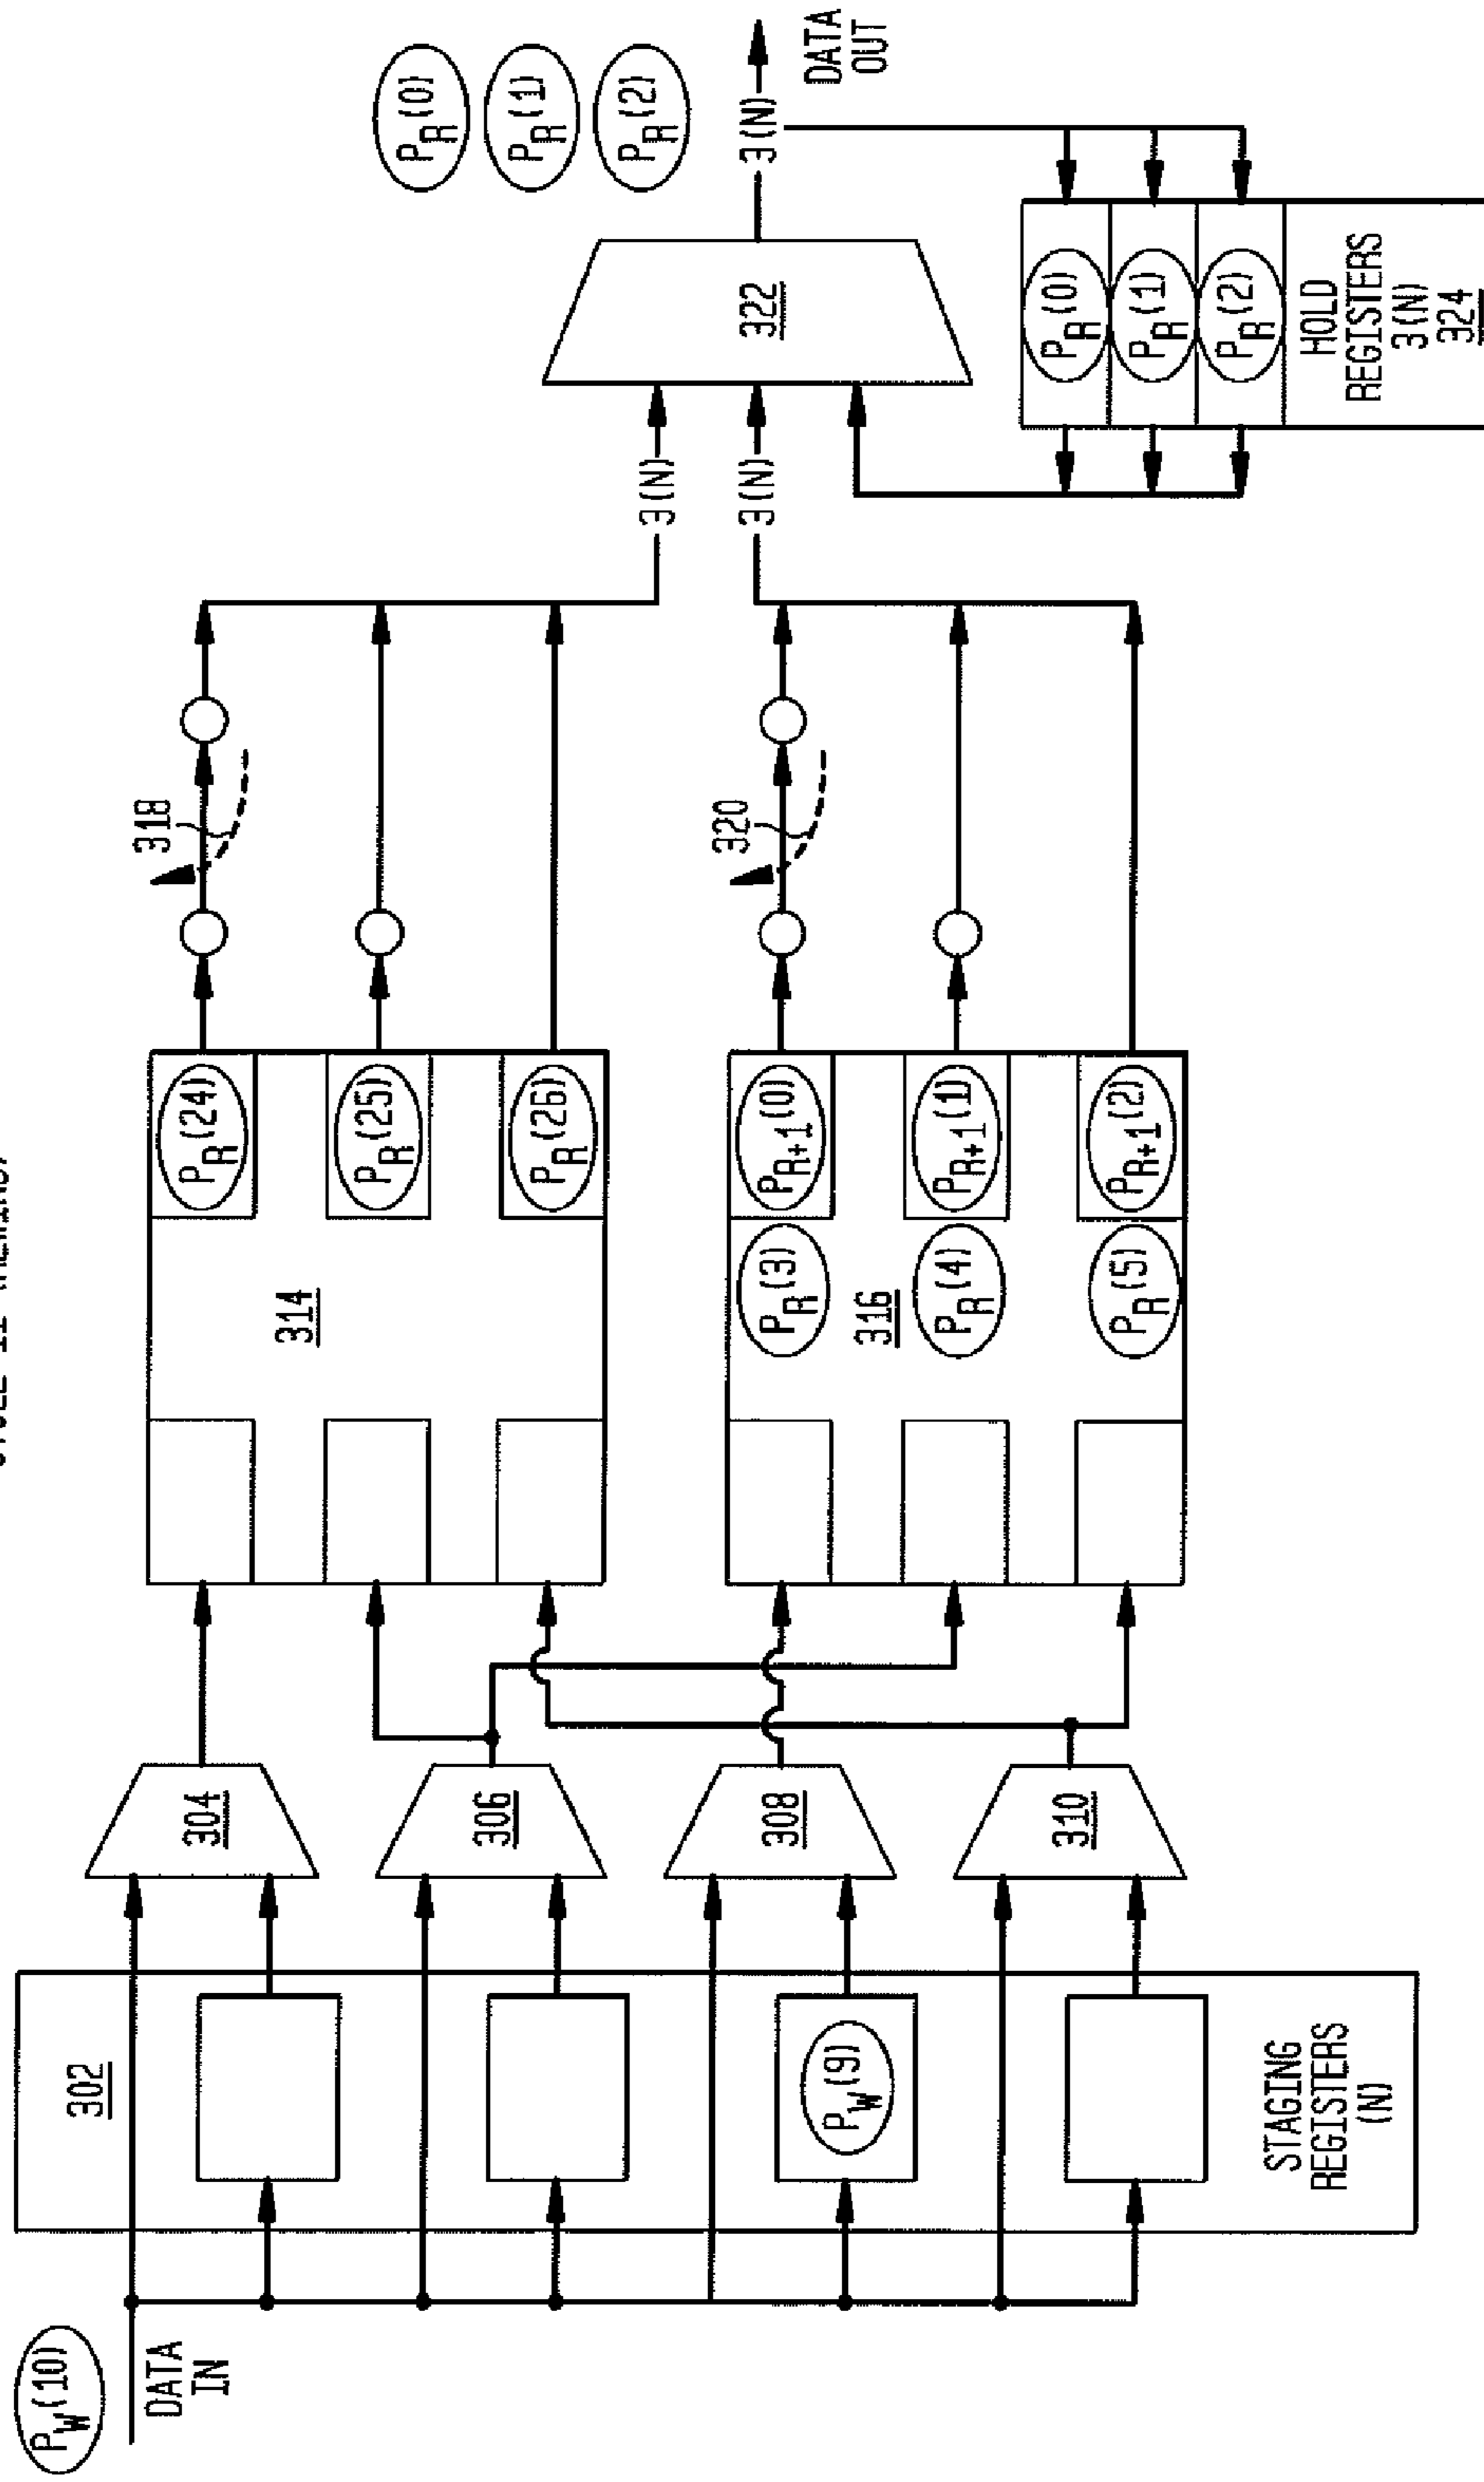 P_W(10)
DATA
IN
302
P_W(9)
STAGING
REGISTERS
(N)
304
306
308
310
314
P_R(24)
P_R(25)
P_R(26)
316
P_R(3)
P_R(4)
P_R(5)
P_R+1(0)
P_R+1(1)
P_R+1(2)
318
320
3(N)
3(N)
322
3(N)
P_R(0)
P_R(1)
P_R(2)
DATA
OUT
P_R(0)
P_R(1)
P_R(2)
HOLD
REGISTERS
3(N)
324